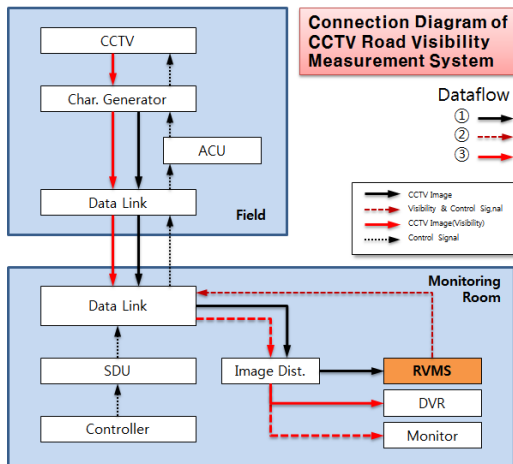 Connection Diagram of
CCTV Road Visibility
Measurement System
CCTV
Char. Generator
ACU
Data Link
Field
Dataflow
①
②
③
CCTV Image
Visibility & Control Sig.nal
CCTV Image(Visibility)
Control Signal
Monitoring
Room
Data Link
SDU
Controller
Image Dist.
RVMS
DVR
Monitor